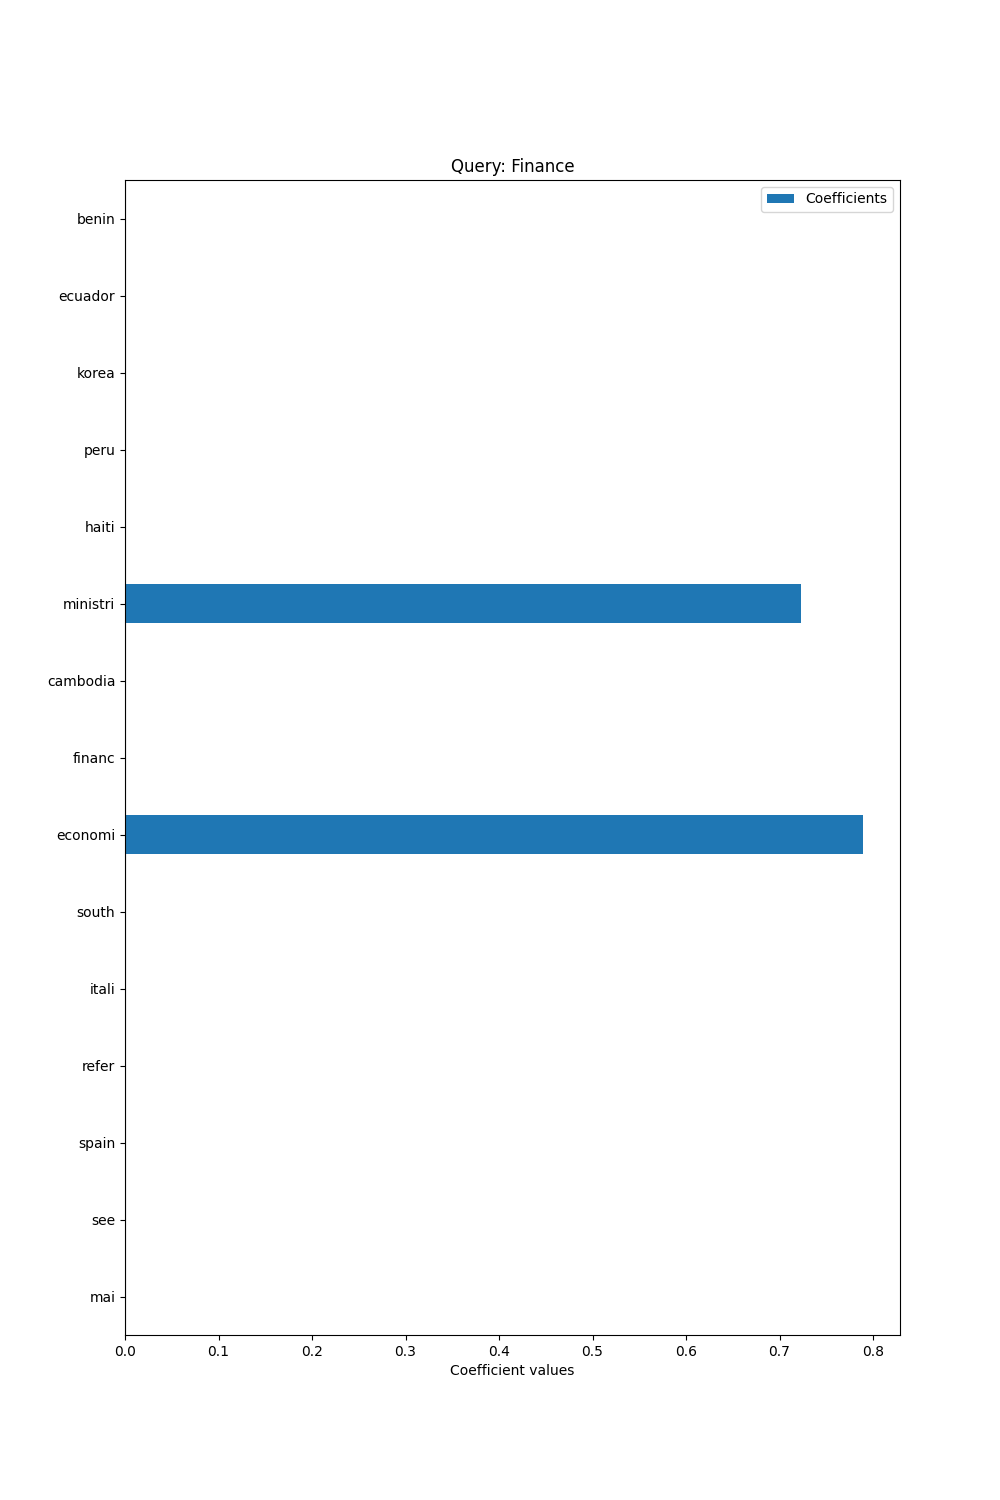 Query: Finance
Coefficients
benin
ecuador
korea
peru
haiti
ministri
cambodia
financ
economi
south
itali
refer
spain
see
mai
0.0 0.1 0.2 0.3 0.4 0.5 0.6 0.7 0.8
Coefficient values